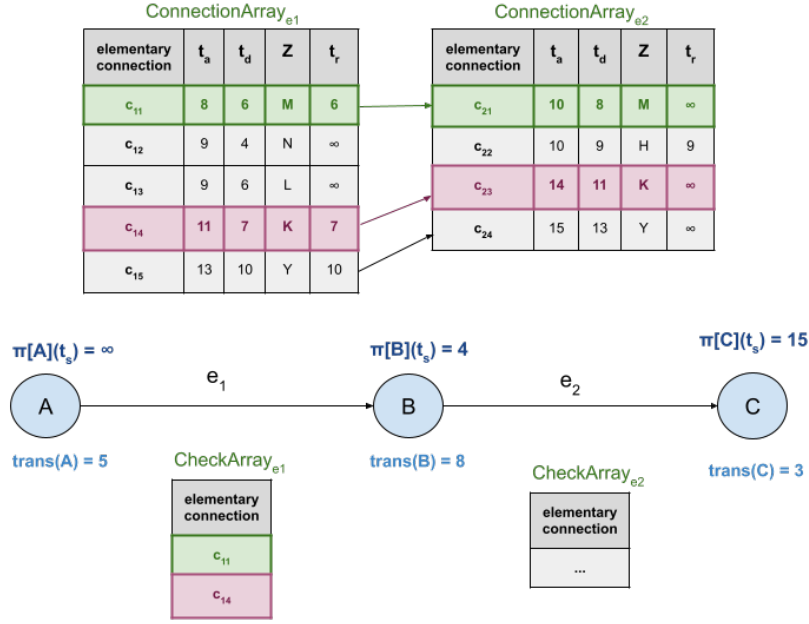 ConnectionArray_e1
elementary connection t_a t_d Z t_r
c_11 8 6 M 6
c_12 9 4 N ∞
c_13 9 6 L ∞
c_14 11 7 K 7
c_15 13 10 Y 10
ConnectionArray_e2
elementary connection t_a t_d Z t_r
c_21 10 8 M ∞
c_22 10 9 H 9
c_23 14 11 K ∞
c_24 15 13 Y ∞
π[A](t_s) = ∞
π[B](t_s) = 4
π[C](t_s) = 15
A
e_1
B
e_2
C
trans(A) = 5
trans(B) = 8
trans(C) = 3
CheckArray_e1
elementary
connection
c_11
c_14
CheckArray_e2
elementary
connection
...